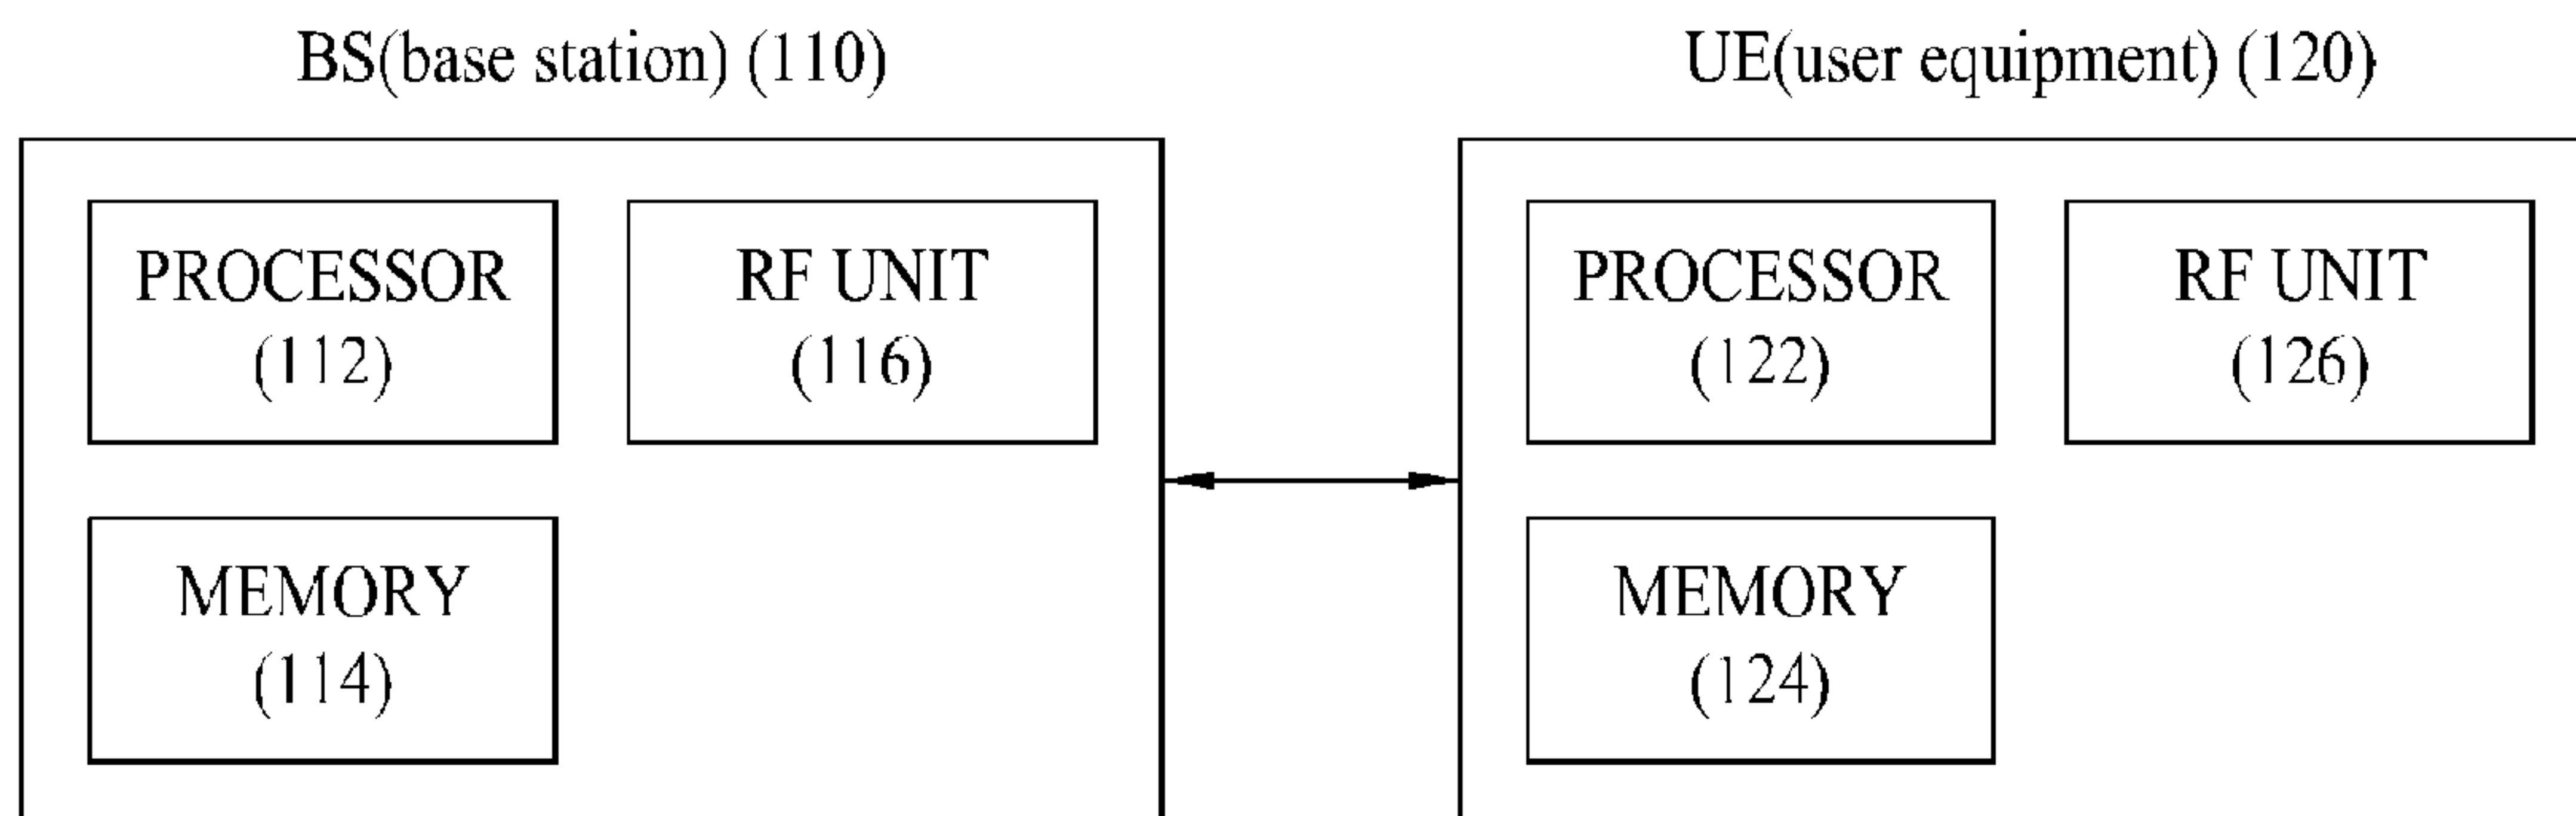 BS(base station) (110)
UE(user equipment) (120)
PROCESSOR
(112)
RF UNIT
(116)
PROCESSOR
(122)
RF UNIT
(126)
MEMORY
(114)
MEMORY
(124)